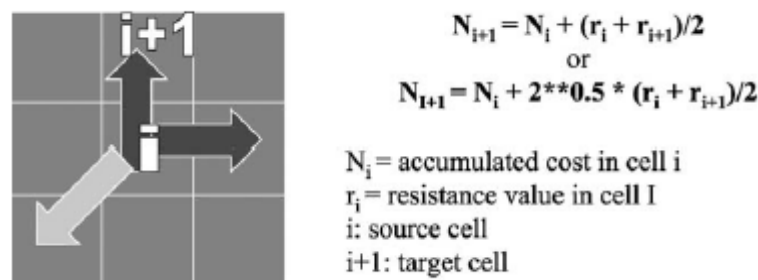 i+1
i
N_{i+1} = N_i + (r_i + r_{i+1})/2
or
N_{I+1} = N_i + 2**0.5 * (r_i + r_{i+1})/2
N_i = accumulated cost in cell i
r_i = resistance value in cell I
i: source cell
i+1: target cell